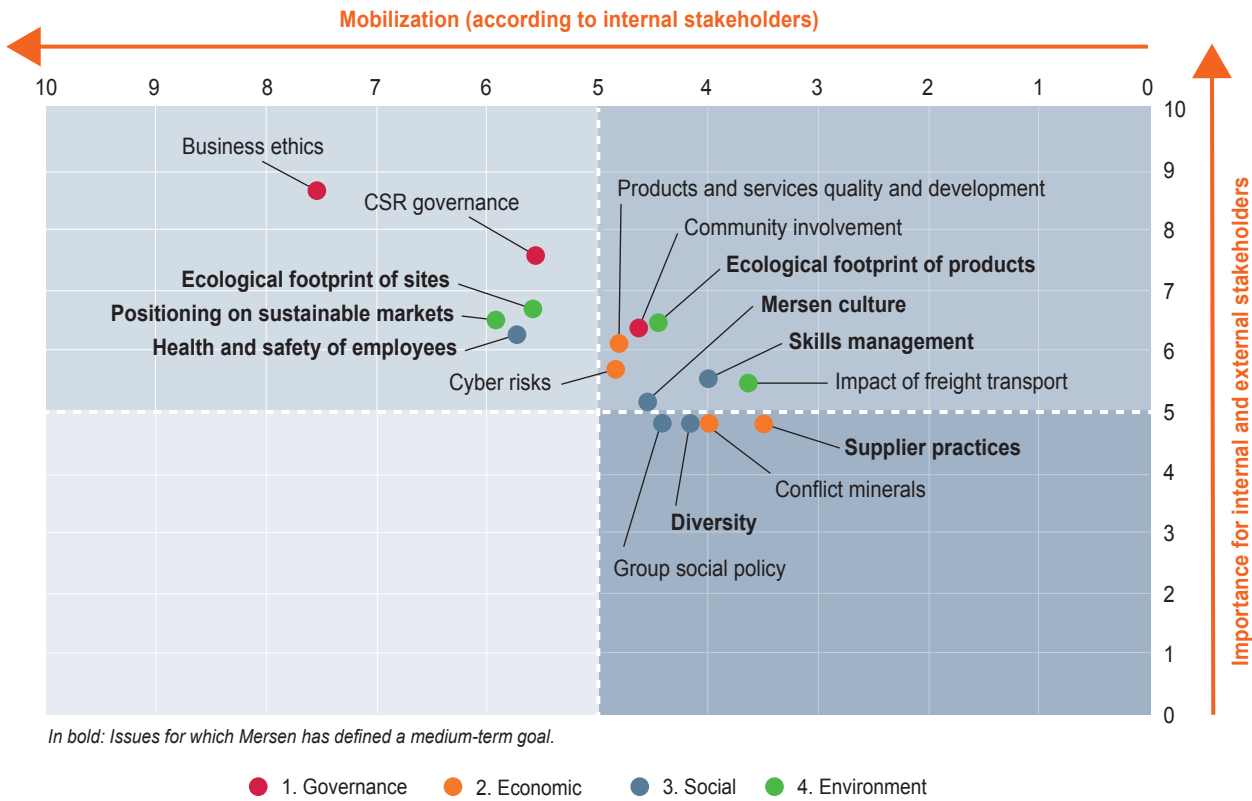 Mobilization (according to internal stakeholders)
10 9 8 7 6 5 4 3 2 1 0
10
9
8
7
6
5
4
3
2
1
0
Importance for internal and external stakeholders
Business ethics
CSR governance
Ecological footprint of sites
Positioning on sustainable markets
Health and safety of employees
Cyber risks
Products and services quality and development
Community involvement
Ecological footprint of products
Mersen culture
Skills management
Impact of freight transport
Supplier practices
Conflict minerals
Diversity
Group social policy
In bold: Issues for which Mersen has defined a medium-term goal.
1. Governance 2. Economic 3. Social 4. Environment